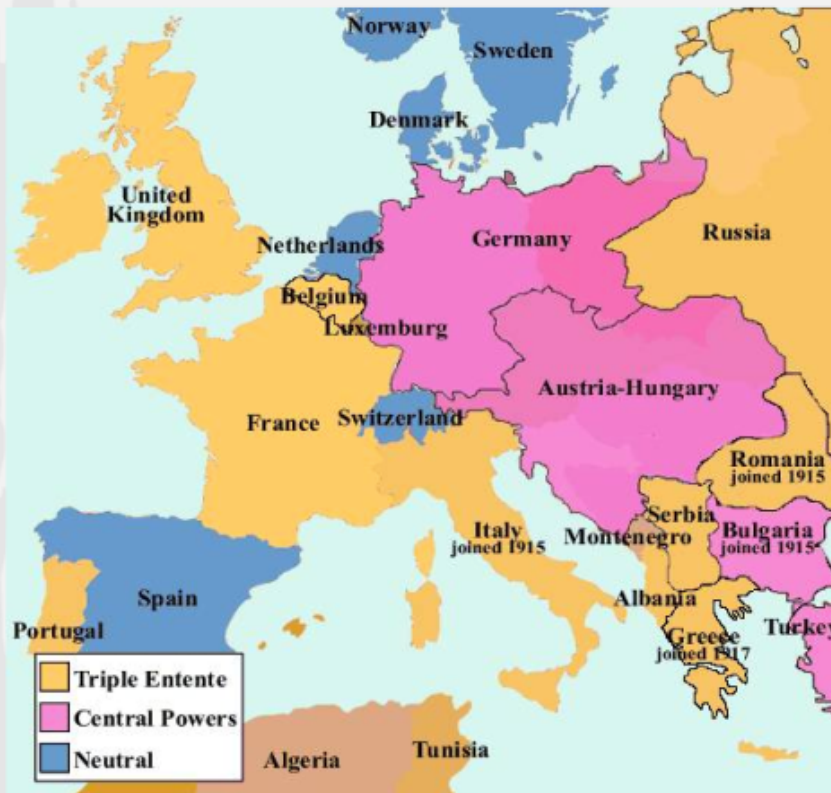 Norway
Sweden
Denmark
United
Kingdom
Netherlands
Germany
Russia
Belgium
Luxemburg
Austria-Hungary
France
Switzerland
Romania
joined 1915
Serbia
Italy
joined 1915
Montenegro
Bulgaria
joined 1915
Spain
Albania
Portugal
Greece
joined 1917
Turkey
Triple Entente
Central Powers
Neutral
Algeria
Tunisia